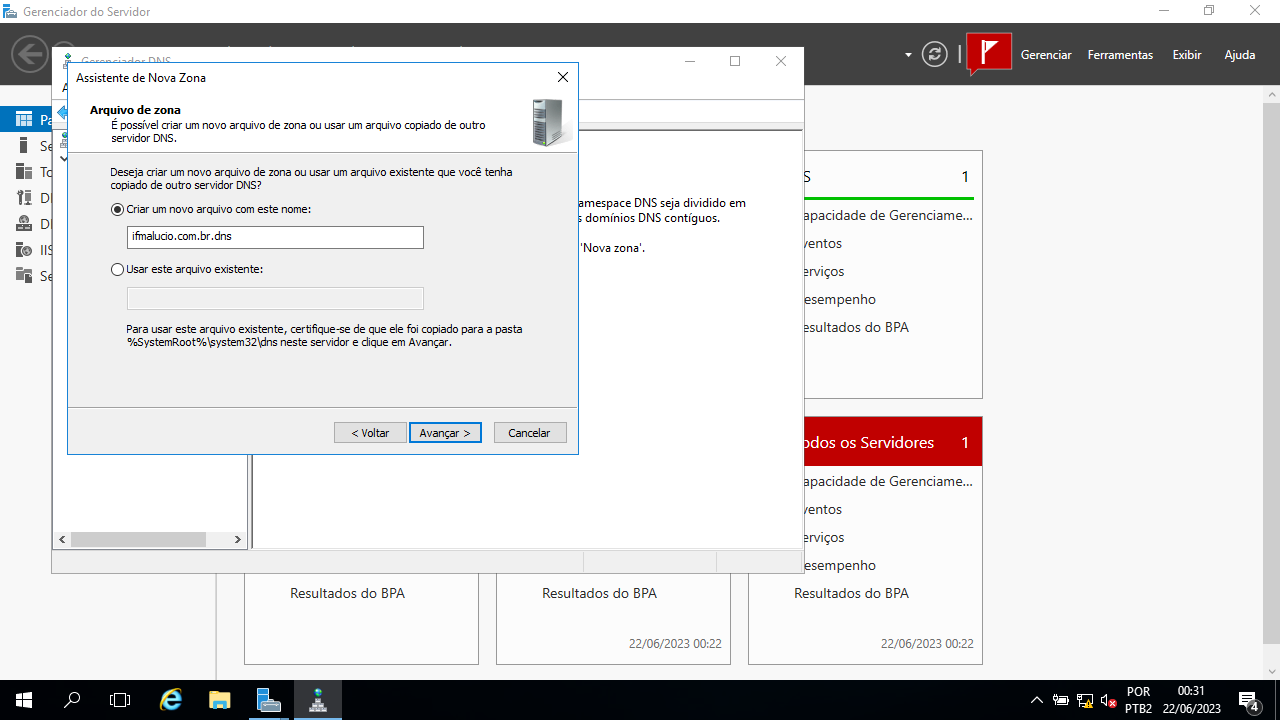 Gerenciador do Servidor
Gerenciar
Ferramentas
Exibir
Ajuda
Gerenciador DNS
Assistente de Nova Zona
Arquivo de zona
É possível criar um novo arquivo de zona ou usar um arquivo copiado de outro
servidor DNS.
Deseja criar um novo arquivo de zona ou usar um arquivo existente que você tenha
copiado de outro servidor DNS?
Criar um novo arquivo com este nome:
ifmalucio.com.br.dns
Usar este arquivo existente:
Para usar este arquivo existente, certifique-se de que ele foi copiado para a pasta
%SystemRoot%\system32\dns neste servidor e clique em Avançar.
< Voltar
Avançar >
Cancelar
amespace DNS seja dividido em
s domínios DNS contíguos.
'Nova zona'.
Pa
Se
To
DI
IIS
Se
S 1
apacidade de Gerenciame...
ventos
erviços
esempenho
esultados do BPA
odos os Servidores 1
apacidade de Gerenciame...
ventos
erviços
esempenho
Resultados do BPA
Resultados do BPA
Resultados do BPA
22/06/2023 00:22
22/06/2023 00:22
POR
PTB2
00:31
22/06/2023
4